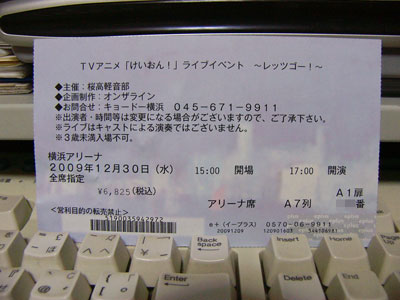 TVアニメ「けいおん!」ライブイベント ～レッツゴー!～
◆主催:桜高軽音部
◆企画制作:オンザライン
◆お問合せ:キョードー横浜 045-671-9911
※出演者・時間等は変更になる場合がございますので、ご了承下さい。
※ライブはキャストによる演奏ではございません。
※3歳未満入場不可。
横浜アリーナ
2009年12月30日(水) 15:00 開場 17:00 開演
全席指定
¥6,825(税込) A1扉
アリーナ席 A7列 番
<営利目的の転売禁止>
5190035942972
e+(イープラス) 0570-06-9911
20091209
Back space
Insert
Home
Enter
Delete
End